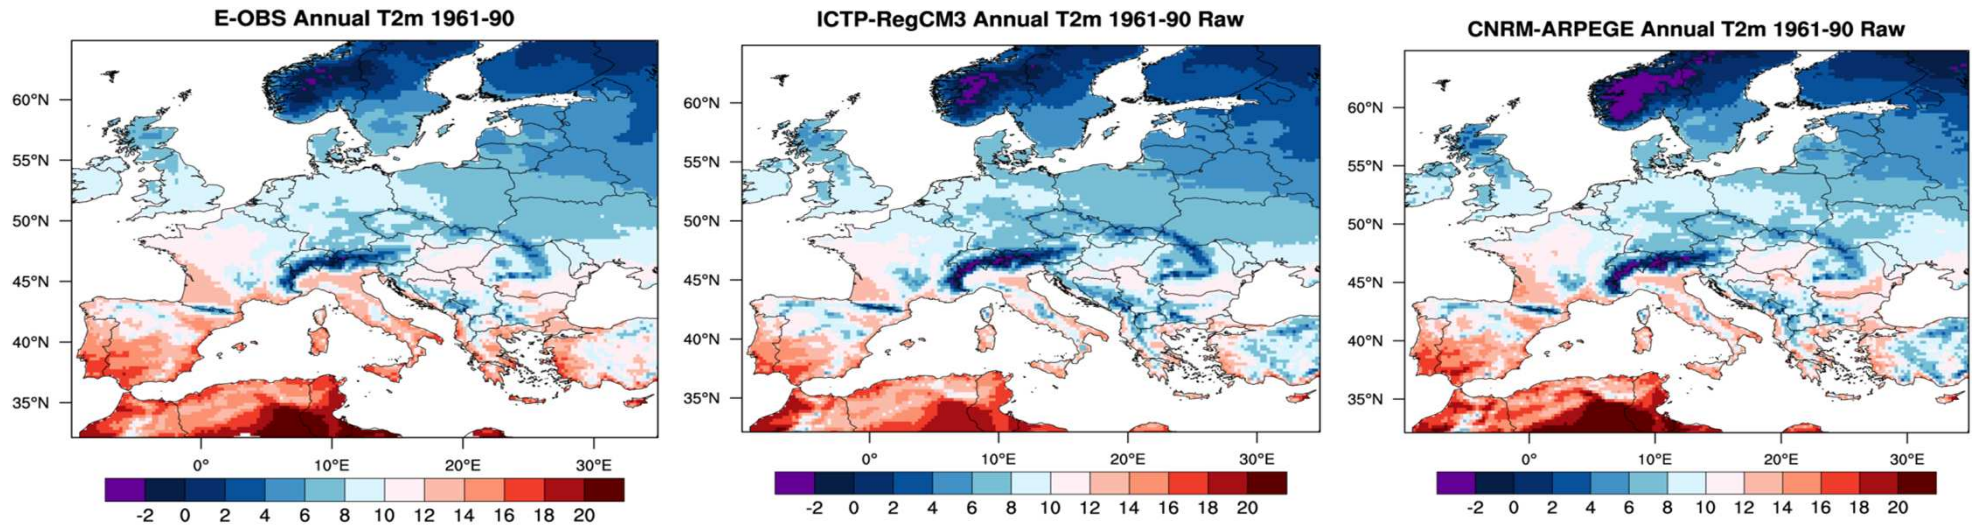 E-OBS Annual T2m 1961-90
60°N
55°N
50°N
45°N
40°N
35°N
0°
10°E
20°E
30°E
-2 0 2 4 6 8 10 12 14 16 18 20
ICTP-RegCM3 Annual T2m 1961-90 Raw
60°N
55°N
50°N
45°N
40°N
35°N
0°
10°E
20°E
30°E
-2 0 2 4 6 8 10 12 14 16 18 20
CNRM-ARPEGE Annual T2m 1961-90 Raw
60°N
55°N
50°N
45°N
40°N
35°N
0°
10°E
20°E
30°E
-2 0 2 4 6 8 10 12 14 16 18 20